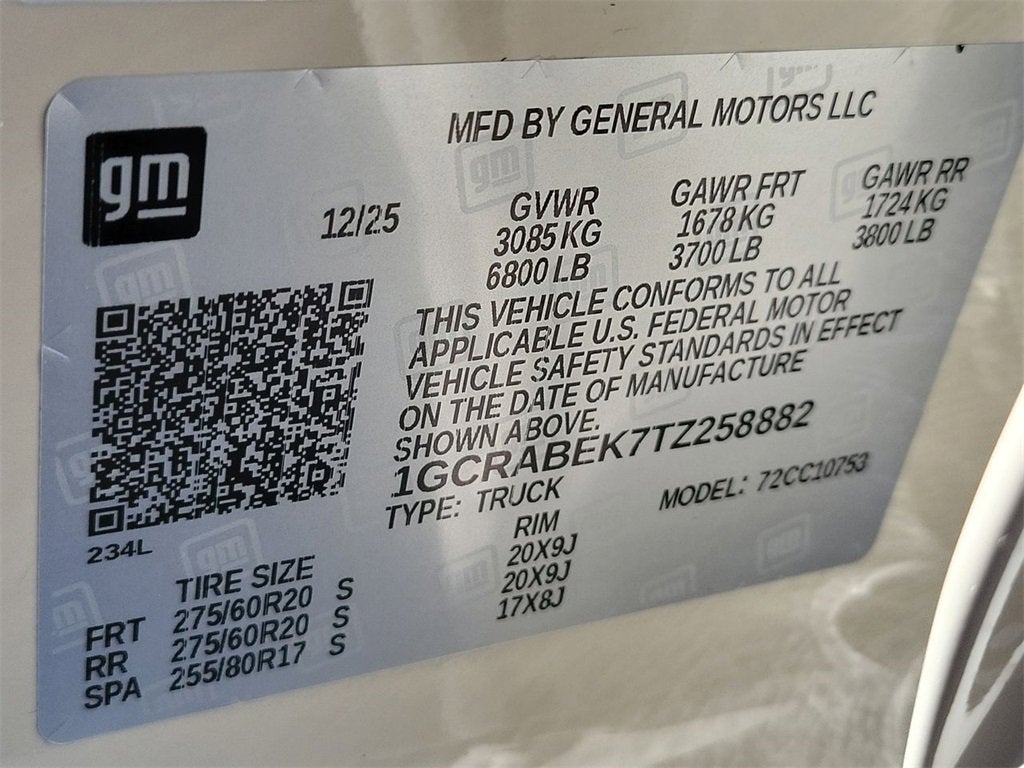 gm
MFD BY GENERAL MOTORS LLC
12/25
GVWR
3085KG
6800 LB
GAWR FRT
1678 KG
3700 LB
GAWR RR
1724 KG
3800 LB
THIS VEHICLE CONFORMS TO ALL
APPLICABLE U.S. FEDERAL MOTOR
VEHICLE SAFETY STANDARDS IN EFFECT
ON THE DATE OF MANUFACTURE
SHOWN ABOVE.
1GCRABEK7TZ258882
TYPE: TRUCK MODEL: 72CC10753
234L
TIRE SIZE RIM
FRT 275/60R20 S 20X9J
RR 275/60R20 S 20X9J
SPA 255/80R17 S 17X8J